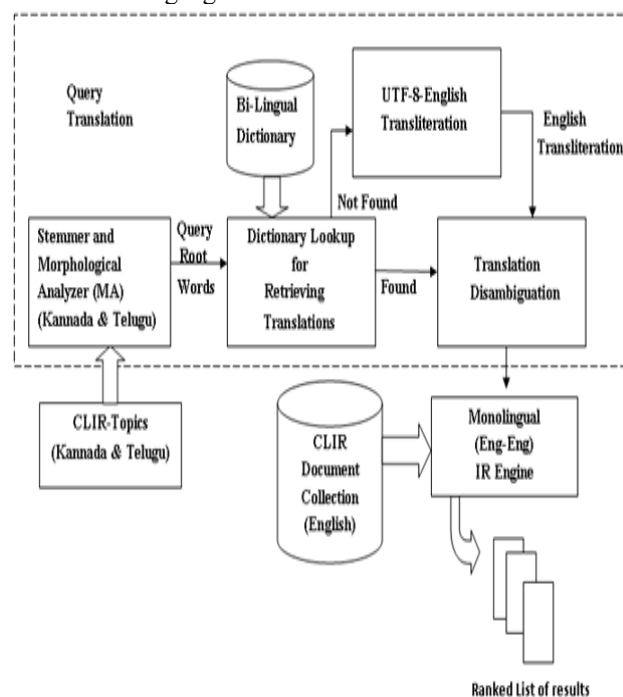 Query
Translation
Bi-Lingual
Dictionary
UTF-8-English
Transliteration
English
Transliteration
Not Found
Stemmer and
Morphological
Analyzer (MA)
(Kannada & Telugu)
Query
Root
Words
Dictionary Lookup
for
Retrieving
Translations
Found
Translation
Disambiguation
CLIR-Topics
(Kannada & Telugu)
CLIR
Document
Collection
(English)
Monolingual
(Eng-Eng)
IR Engine
Ranked List of results